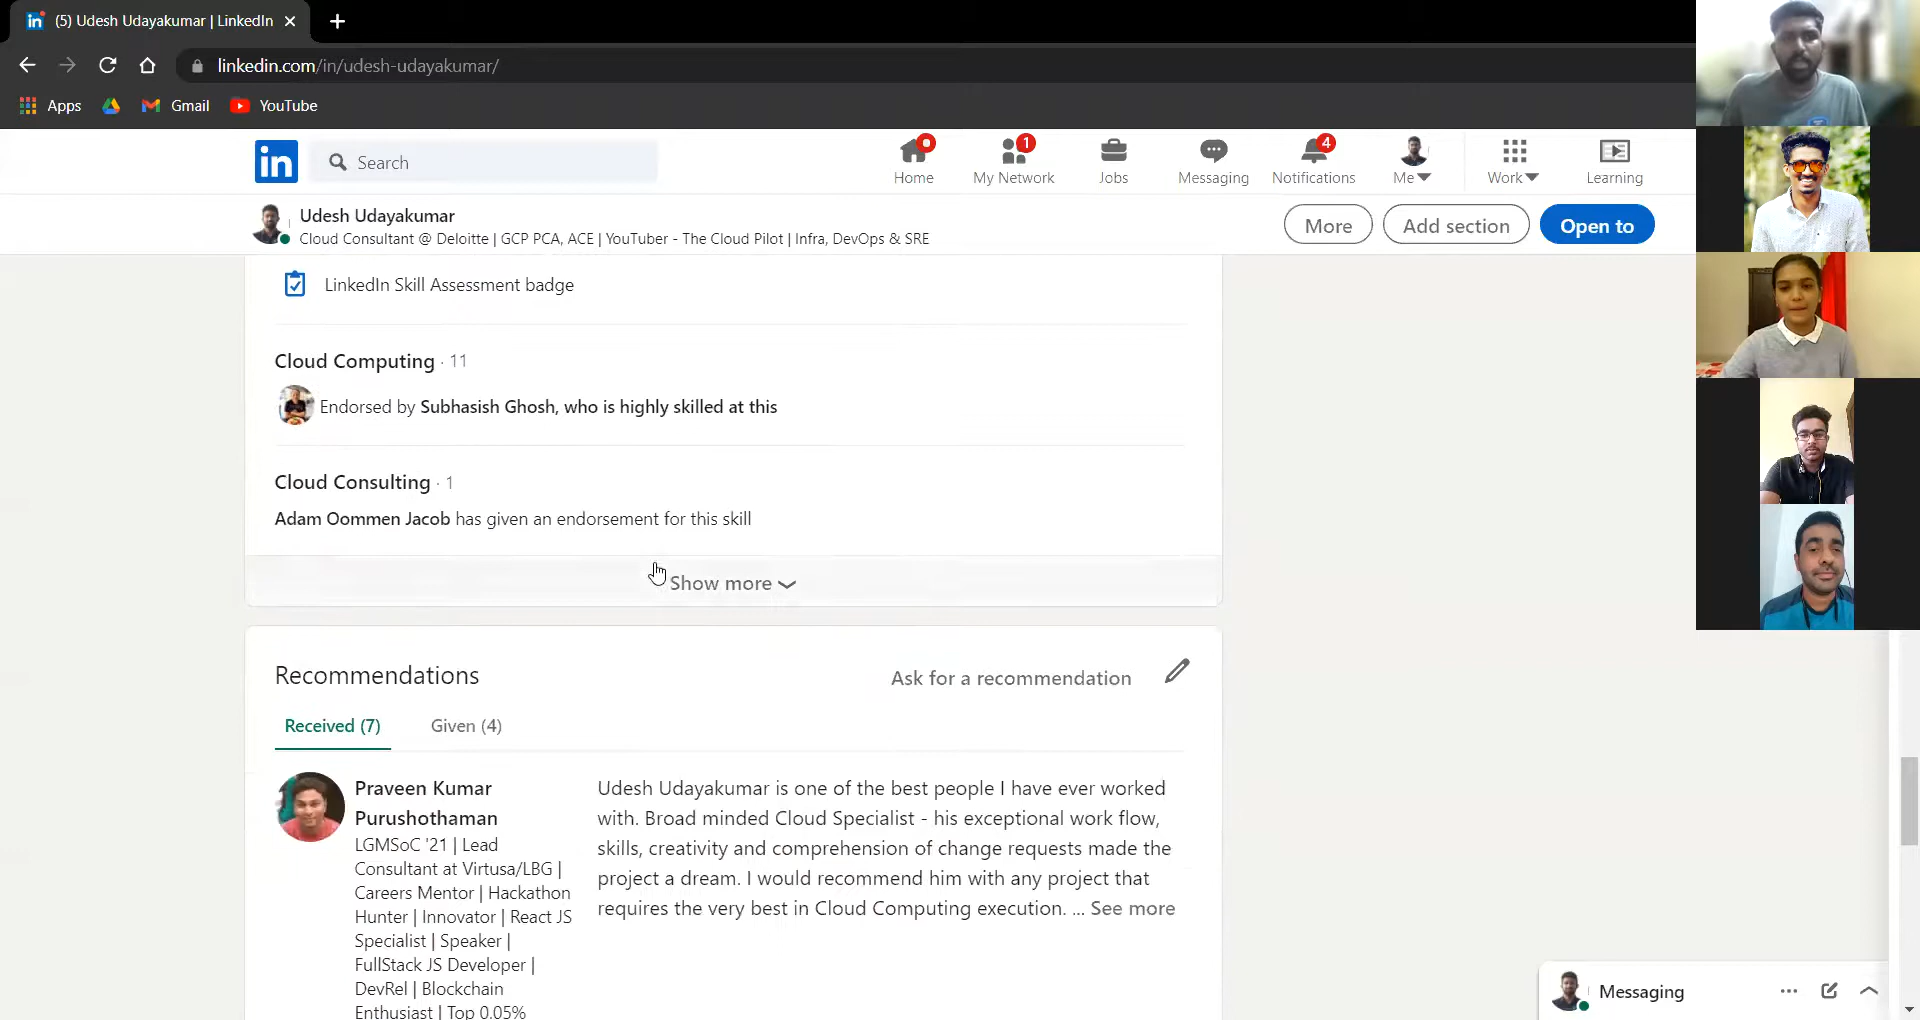 (5) Udesh Udayakumar | LinkedIn
linkedin.com/in/udesh-udayakumar/
Apps
Gmail
YouTube
in
Search
Home
1
My Network
Jobs
Messaging
4
Notifications
Me
Work
Learning
Udesh Udayakumar
Cloud Consultant @ Deloitte | GCP PCA, ACE | YouTuber - The Cloud Pilot | Infra, DevOps & SRE
More
Add section
Open to
LinkedIn Skill Assessment badge
Cloud Computing · 11
Endorsed by Subhasish Ghosh, who is highly skilled at this
Cloud Consulting · 1
Adam Oommen Jacob has given an endorsement for this skill
Show more
Recommendations
Ask for a recommendation
Received (7)
Given (4)
Praveen Kumar
Purushothaman
LGMSoC '21 | Lead
Consultant at Virtusa/LBG |
Careers Mentor | Hackathon
Hunter | Innovator | React JS
Specialist | Speaker |
FullStack JS Developer |
DevRel | Blockchain
Enthusiast | Top 0.05%
Udesh Udayakumar is one of the best people I have ever worked
with. Broad minded Cloud Specialist - his exceptional work flow,
skills, creativity and comprehension of change requests made the
project a dream. I would recommend him with any project that
requires the very best in Cloud Computing execution. ... See more
Messaging